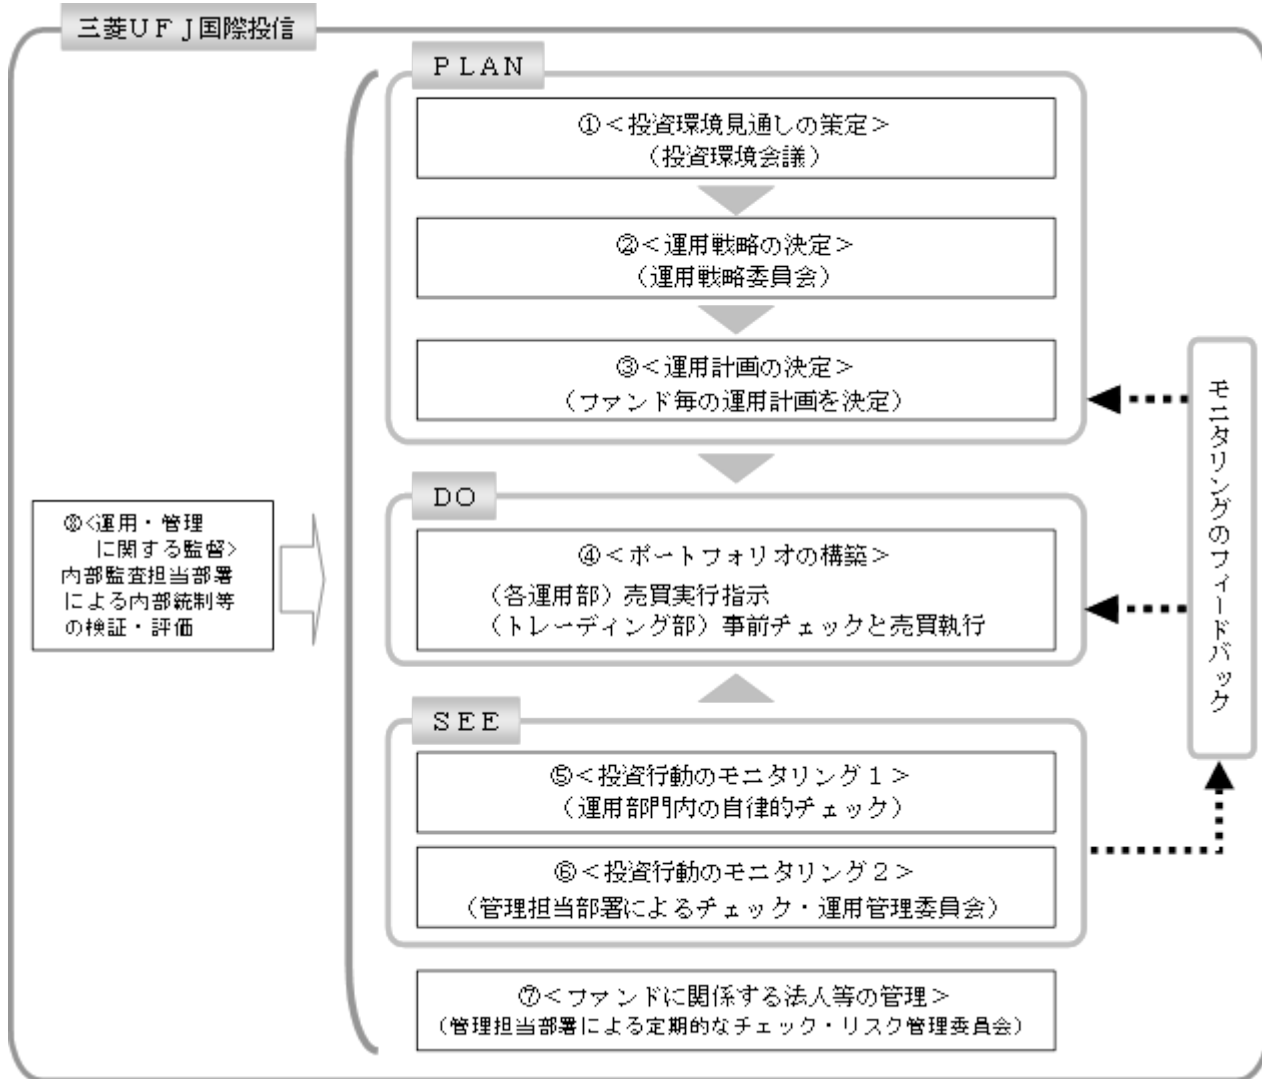 三菱ＵＦＪ国際投信
ＰＬＡＮ
①＜投資環境見通しの策定＞
（投資環境会議）
②＜運用戦略の決定＞
（運用戦略委員会）
③＜運用計画の決定＞
（ファンド毎の運用計画を決定）
ＤＯ
④＜ポートフォリオの構築＞
（各運用部）売買実行指示
（トレーディング部）事前チェックと売買執行
ＳＥＥ
⑤＜投資行動のモニタリング１＞
（運用部門内の自律的チェック）
⑥＜投資行動のモニタリング２＞
（管理担当部署によるチェック・運用管理委員会）
⑦＜ファンドに関係する法人等の管理＞
（管理担当部署による定期的なチェック・リスク管理委員会）
⑧＜運用・管理
に関する監督＞
内部監査担当部署
による内部統制等
の検証・評価
モニタリングのフィードバック